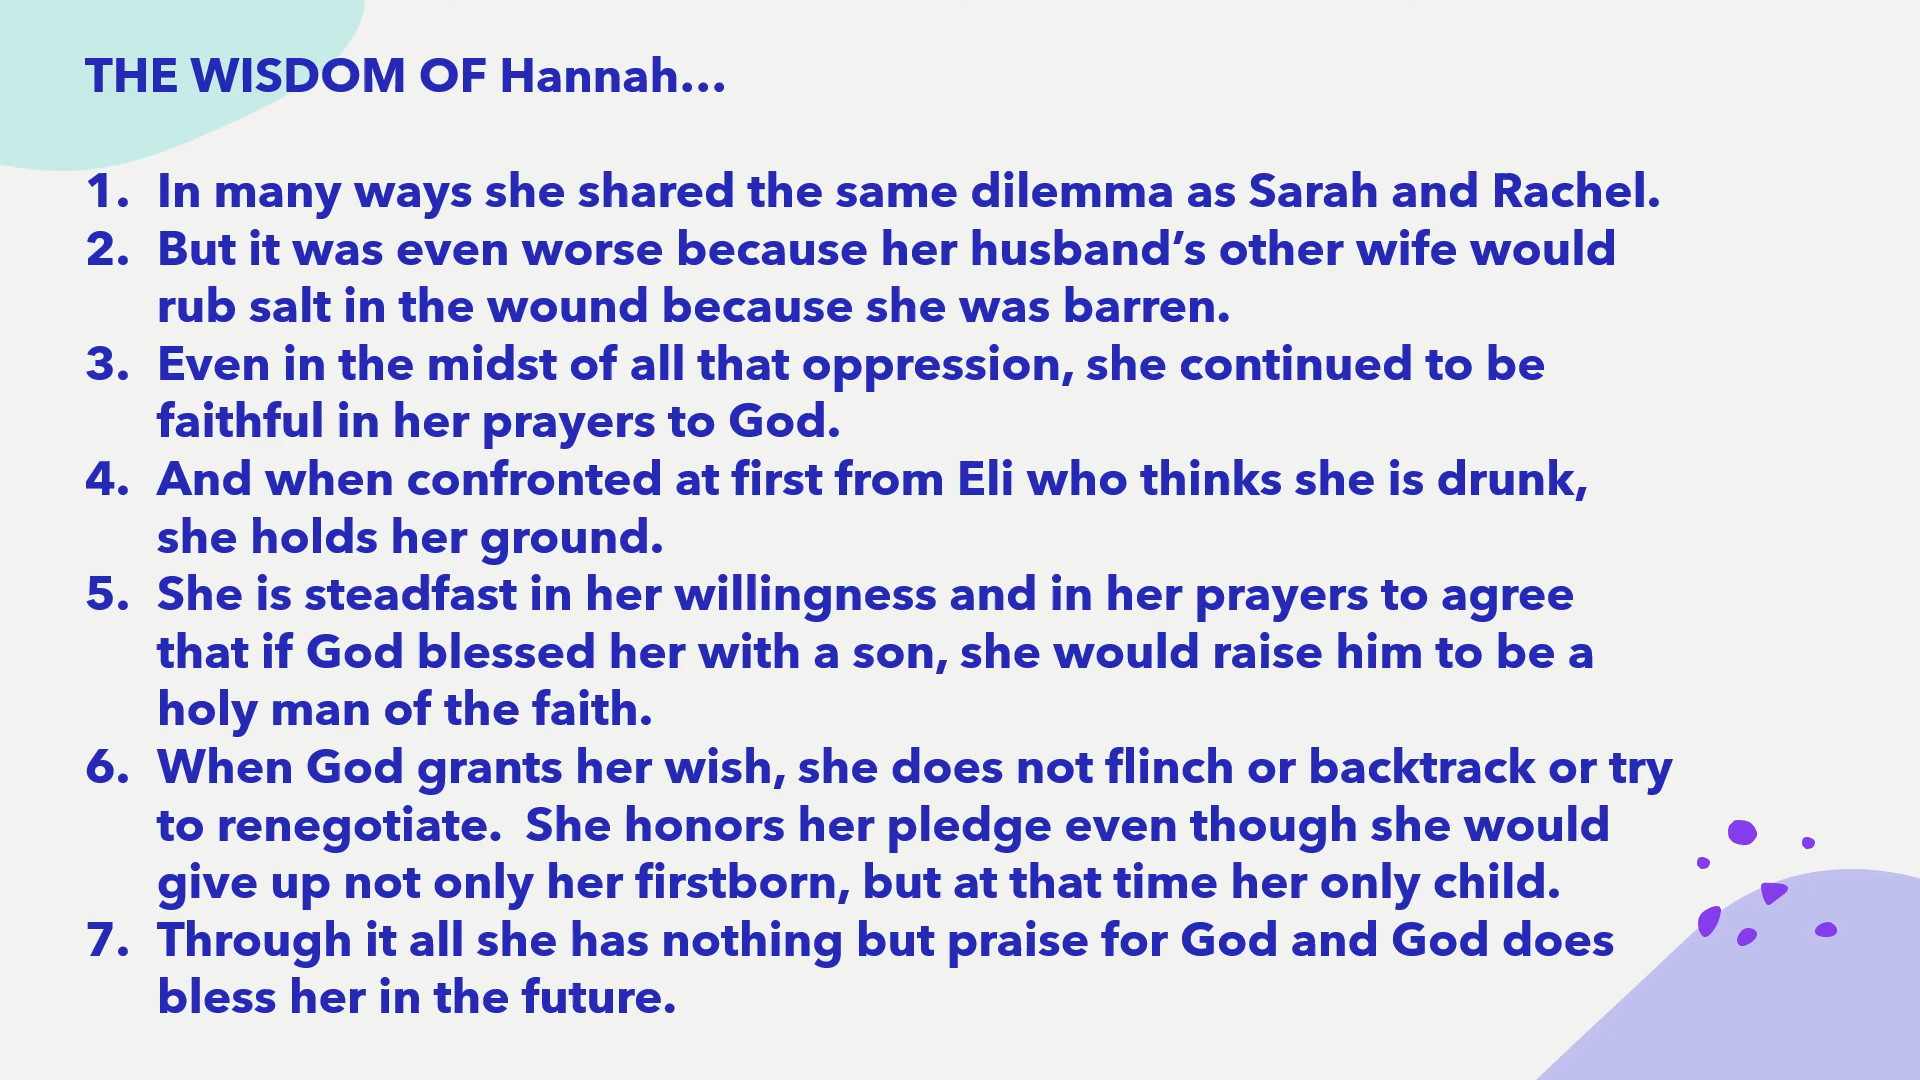 THE WISDOM OF Hannah...
1. In many ways she shared the same dilemma as Sarah and Rachel.
2. But it was even worse because her husband’s other wife would
rub salt in the wound because she was barren.
3. Even in the midst of all that oppression, she continued to be
faithful in her prayers to God.
4. And when confronted at first from Eli who thinks she is drunk,
she holds her ground.
5. She is steadfast in her willingness and in her prayers to agree
that if God blessed her with a son, she would raise him to be a
holy man of the faith.
6. When God grants her wish, she does not flinch or backtrack or try
to renegotiate.  She honors her pledge even though she would
give up not only her firstborn, but at that time her only child.
7. Through it all she has nothing but praise for God and God does
bless her in the future.